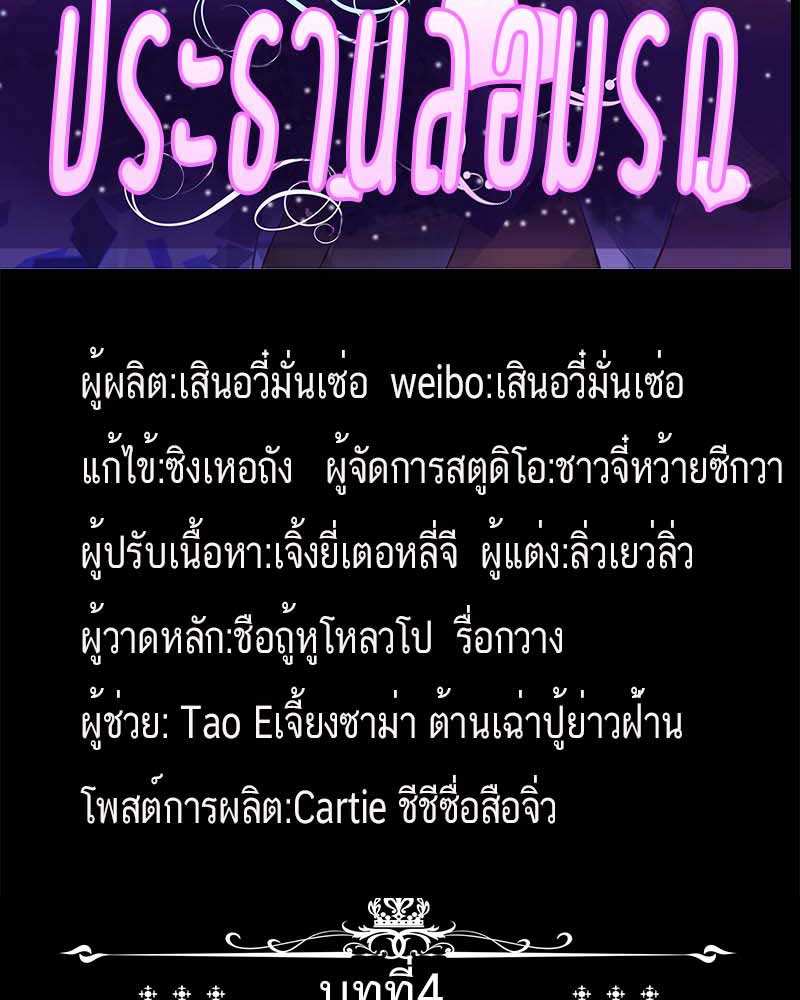 ประธานลอบรัก
ผู้ผลิต:เสินอวี๋มั่นเซ่อ weibo:เสินอวี๋มั่นเซ่อ
แก้ไข้:ซิงเหอถัง ผู้จัดการสตูดิโอ:ชาวจี๋หว้ายซีกวา
ผู้ปรับเนื้อหา:เจิ้งยี่เตอหลี่จี ผู้แต่ง:ลิ่วเยว่ลิ่ว
ผู้วาดหลัก:ชือถู้หูโหลวโป รื่อกวาง
ผู้ช่วย: Tao Eเจี้ยงซาม่า ต้านเฉ่าปู้ย่าวฝ้าน
โพสต์การผลิต:Cartie ชีชีซื่อสือจิ่ว
บทที่4